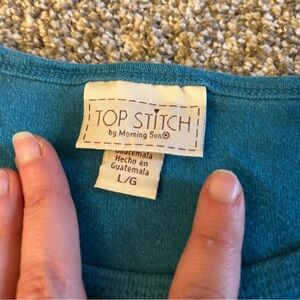 TOP STITCH
by Morning Sun®
Guatemala
Hecho en
Guatemala
L/G